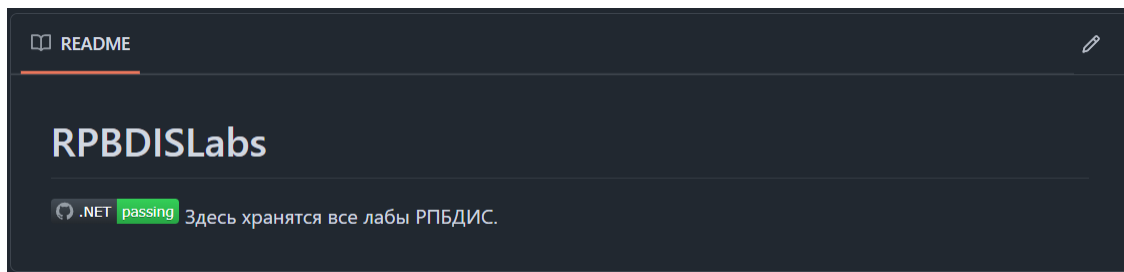 README
RPBDISLabs
.NET passing Здесь хранятся все лабы РПБДИС.